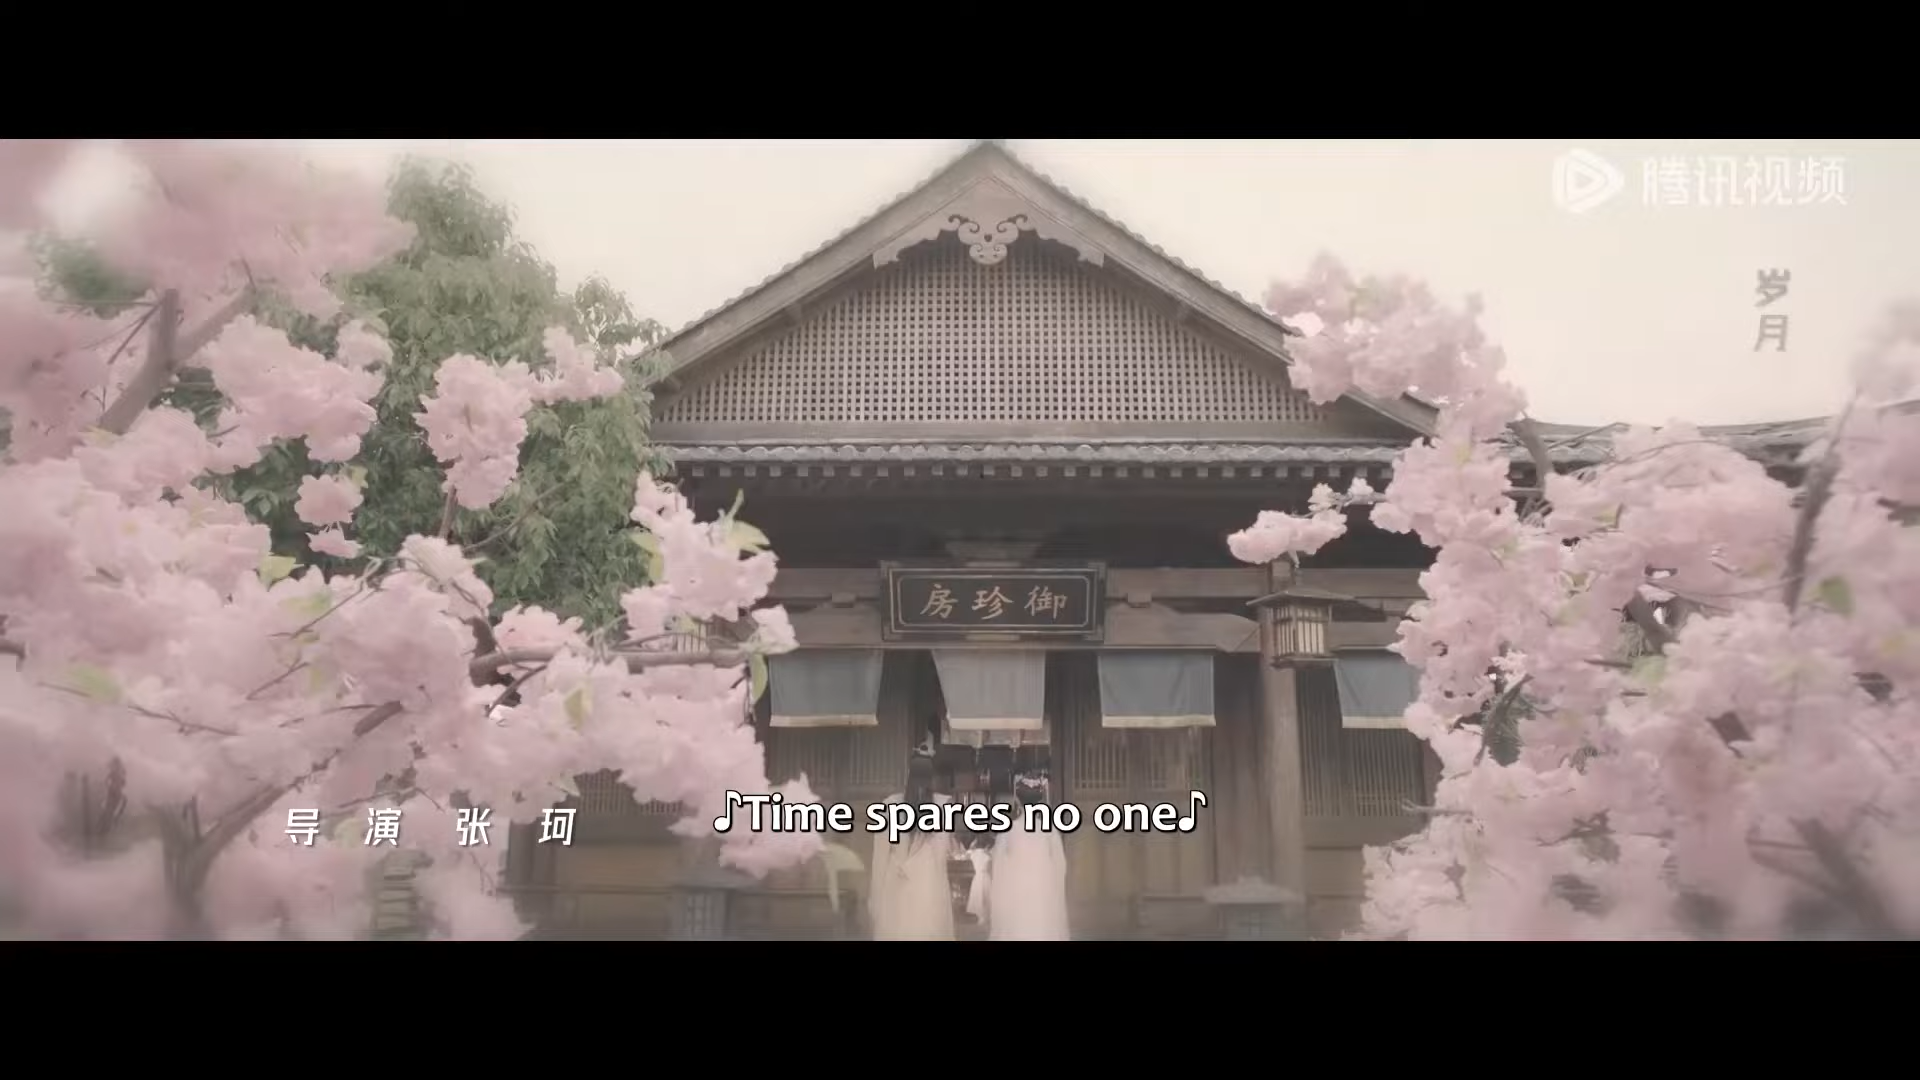 腾讯视频
岁月
房珍御
导 演 张 珂
♪Time spares no one♪